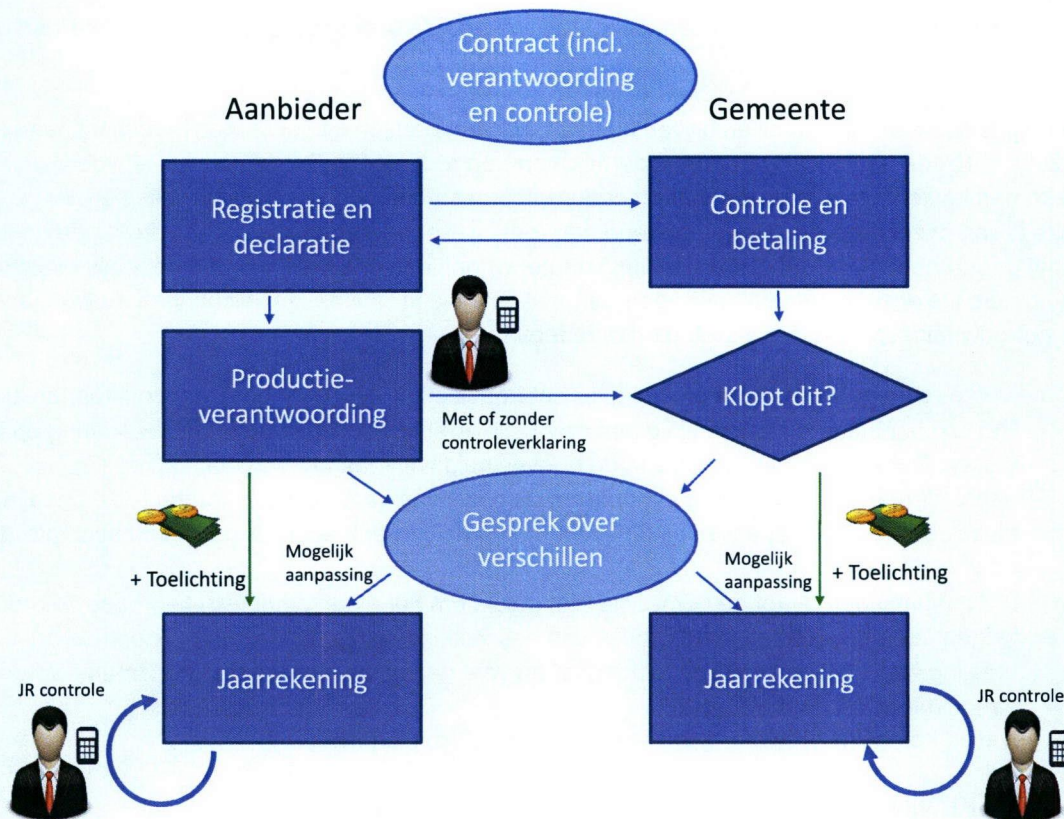 Contract (incl.
verantwoording
en controle)
Aanbieder
Gemeente
Registratie en
declaratie
Controle en
betaling
Productie-
verantwoording
Klopt dit?
Met of zonder
controleverklaring
Gesprek over
verschillen
+ Toelichting
Mogelijk
aanpassing
Mogelijk
aanpassing
+ Toelichting
Jaarrekening
Jaarrekening
JR controle
JR controle